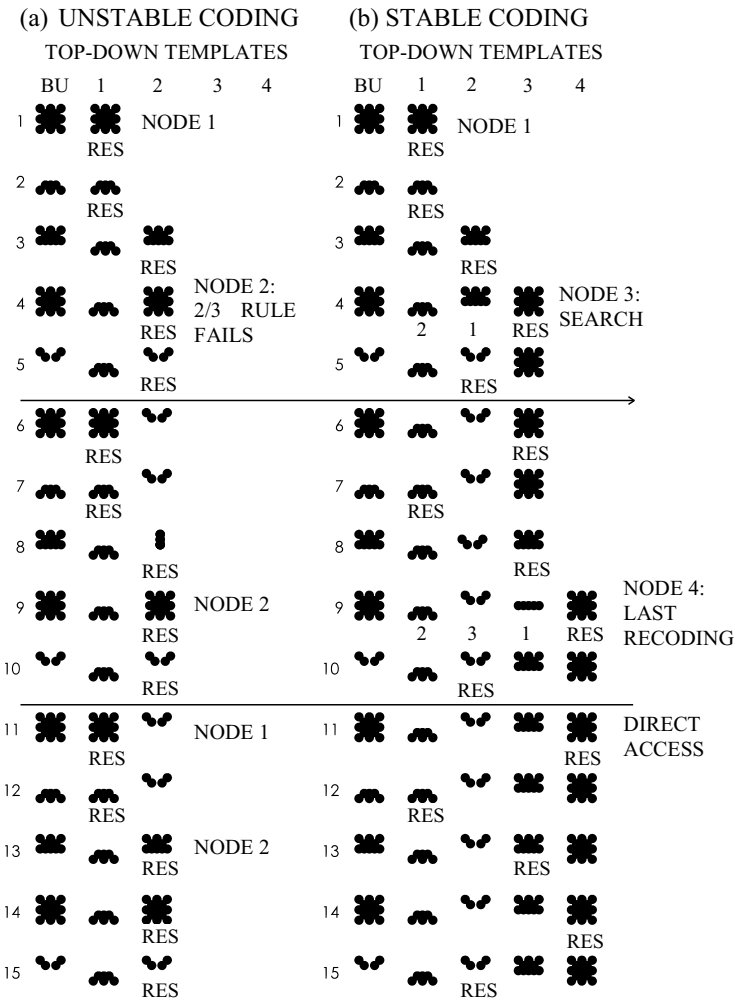 (a) UNSTABLE CODING
TOP-DOWN TEMPLATES
BU 1 2 3 4
1 NODE 1
RES
2
RES
3
RES
4 NODE 2:
2/3 RULE
RES FAILS
5
RES
6
RES
7
RES
8
RES
9 NODE 2
RES
10
RES
11 NODE 1
RES
12
RES
13 NODE 2
RES
14
RES
15
RES
(b) STABLE CODING
TOP-DOWN TEMPLATES
BU 1 2 3 4
1 NODE 1
RES
2
RES
3
RES
4 NODE 3:
2 1 RES SEARCH
5
RES
6
RES
7
RES
8
RES
9 NODE 4:
LAST
2 3 1 RES RECODING
10
RES
11 DIRECT
ACCESS
RES
12
RES
13
RES
14
RES
15
RES